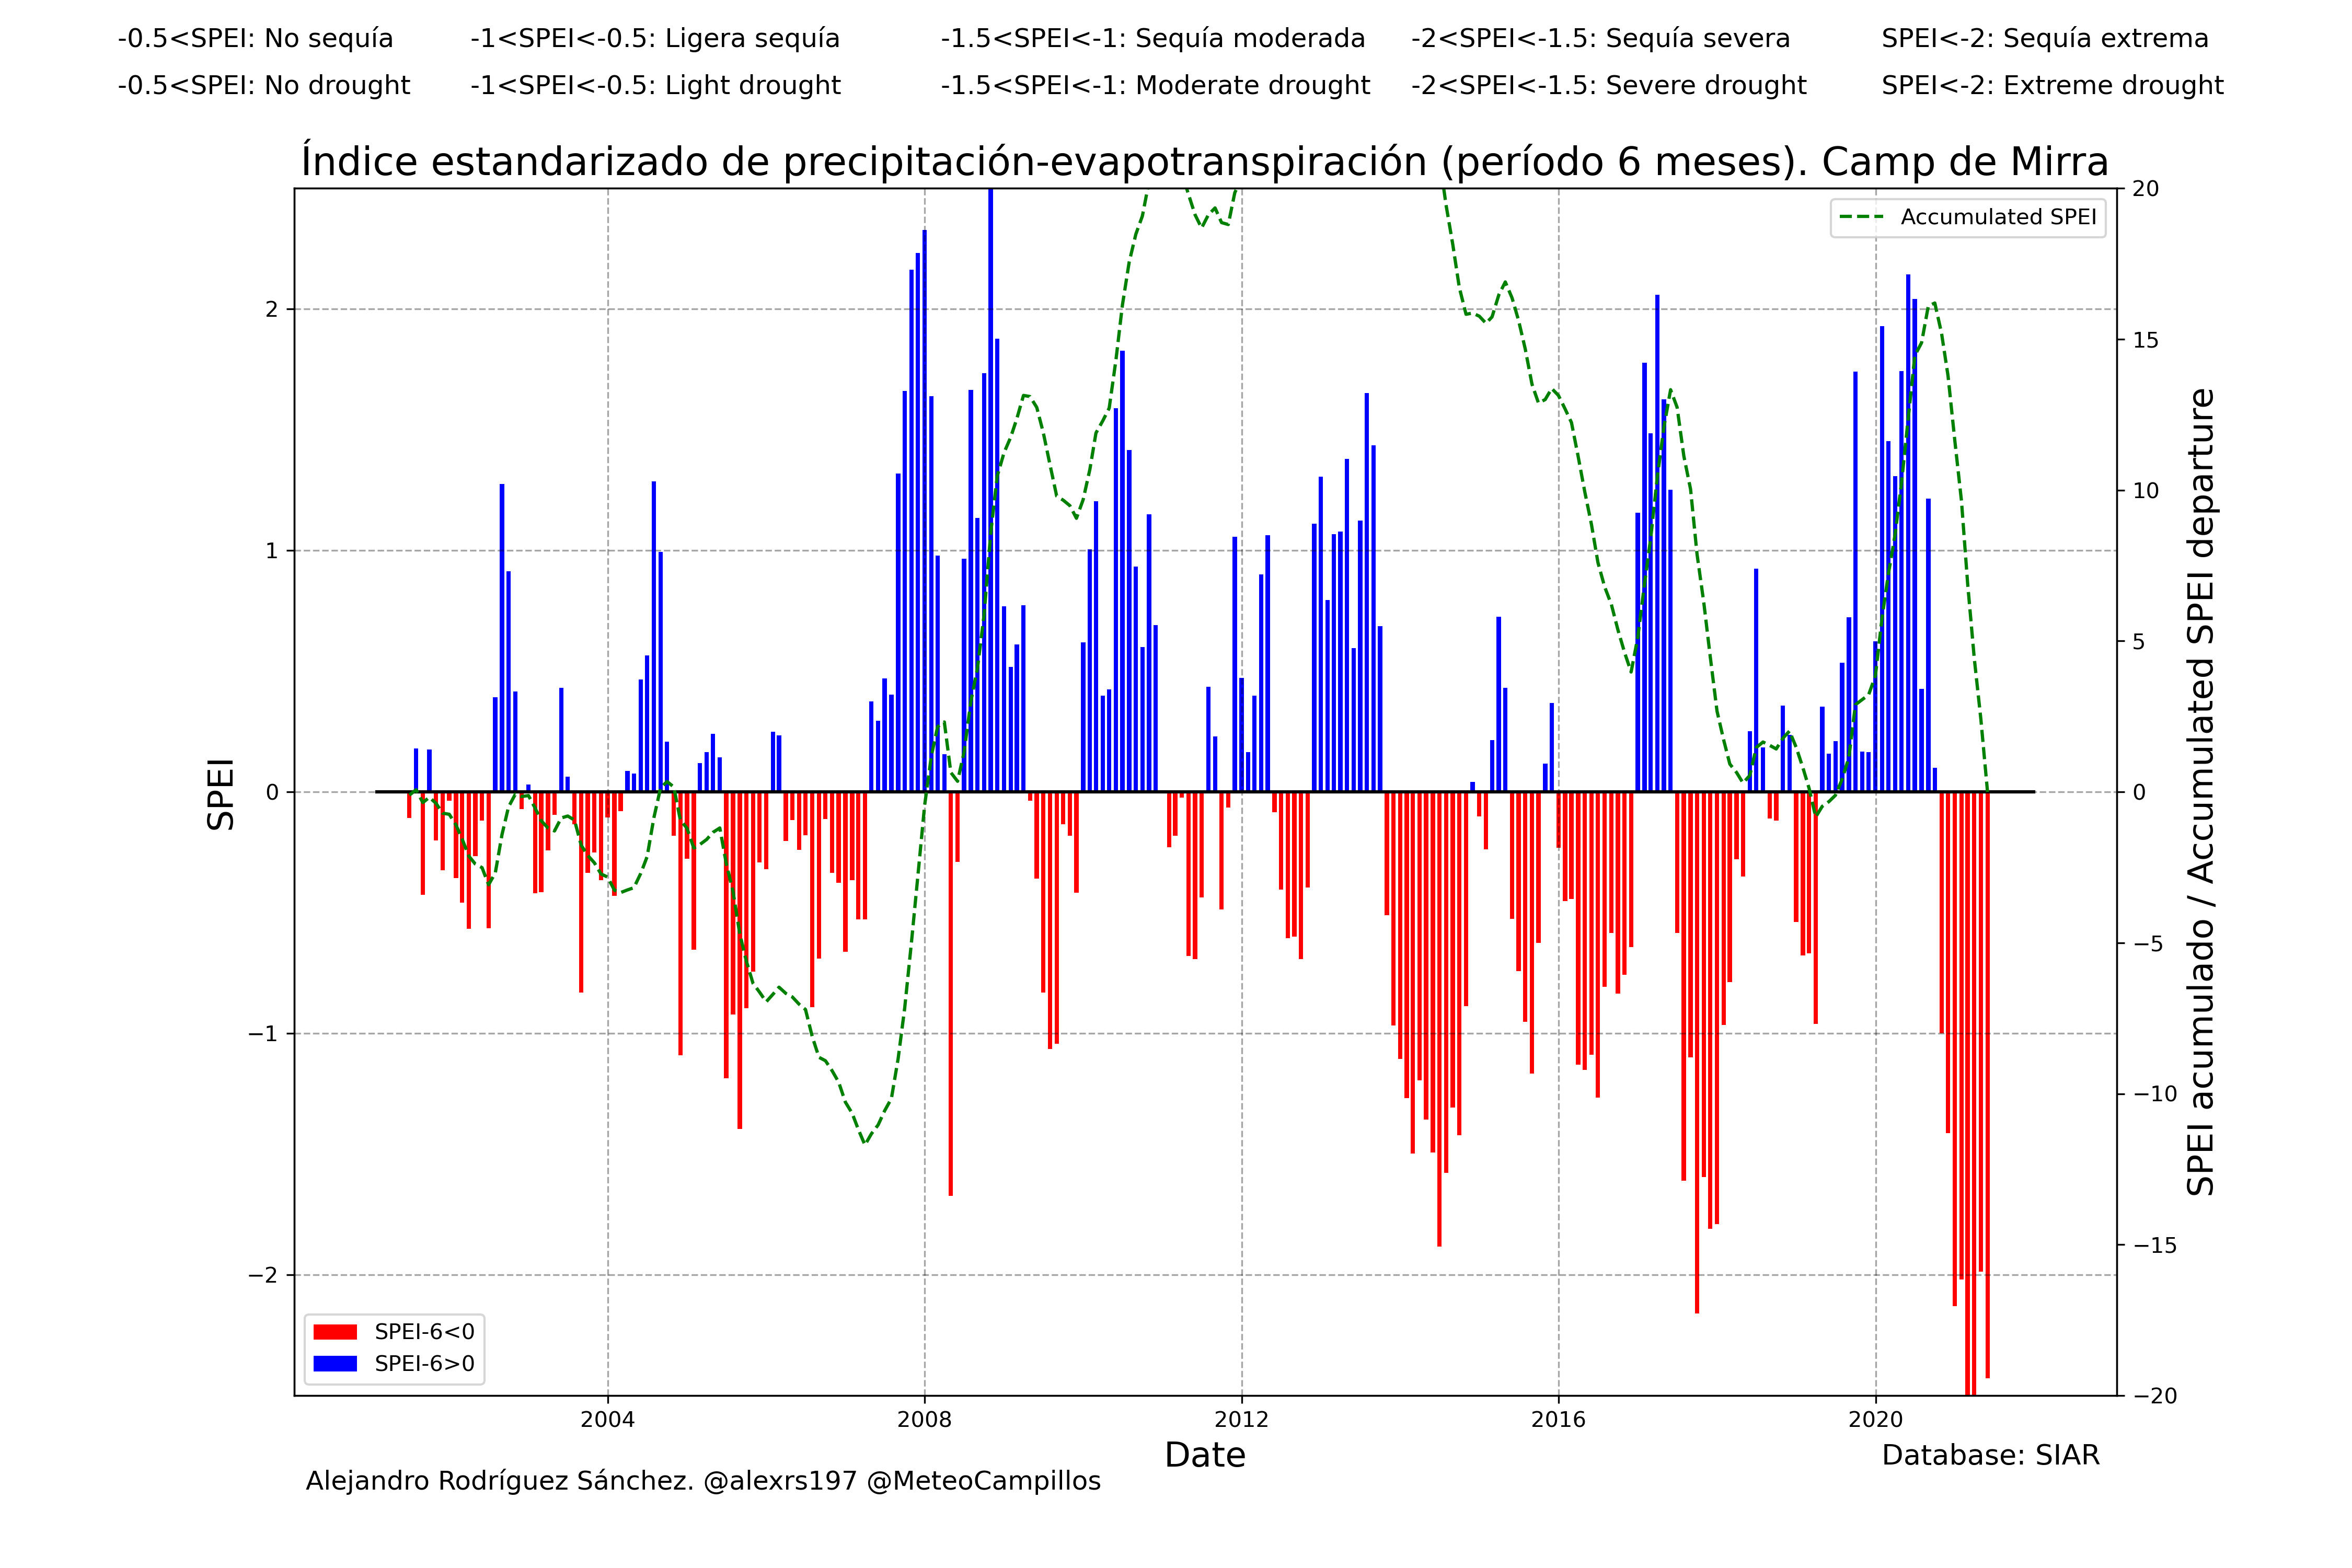 -0.5<SPEI: No sequía -1<SPEI<-0.5: Ligera sequía -1.5<SPEI<-1: Sequía moderada -2<SPEI<-1.5: Sequía severa SPEI<-2: Sequía extrema
-0.5<SPEI: No drought -1<SPEI<-0.5: Light drought -1.5<SPEI<-1: Moderate drought -2<SPEI<-1.5: Severe drought SPEI<-2: Extreme drought
Índice estandarizado de precipitación-evapotranspiración (período 6 meses). Camp de Mirra
Accumulated SPEI
SPEI
2
1
0
−1
−2
20
15
10
5
0
−5
−10
−15
−20
SPEI acumulado / Accumulated SPEI departure
SPEI-6<0
SPEI-6>0
2004 2008 2012 2016 2020
Date
Database: SIAR
Alejandro Rodríguez Sánchez. @alexrs197 @MeteoCampillos